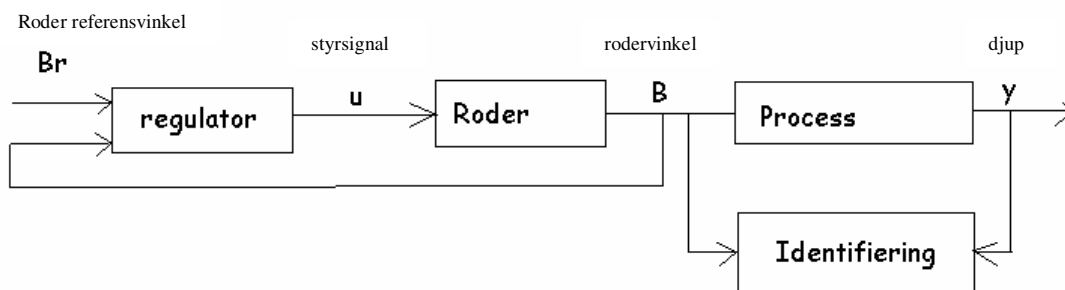 Roder referensvinkel
styrsignal
rodervinkel
djup
Br
u
B
y
regulator
Roder
Process
Identifiering